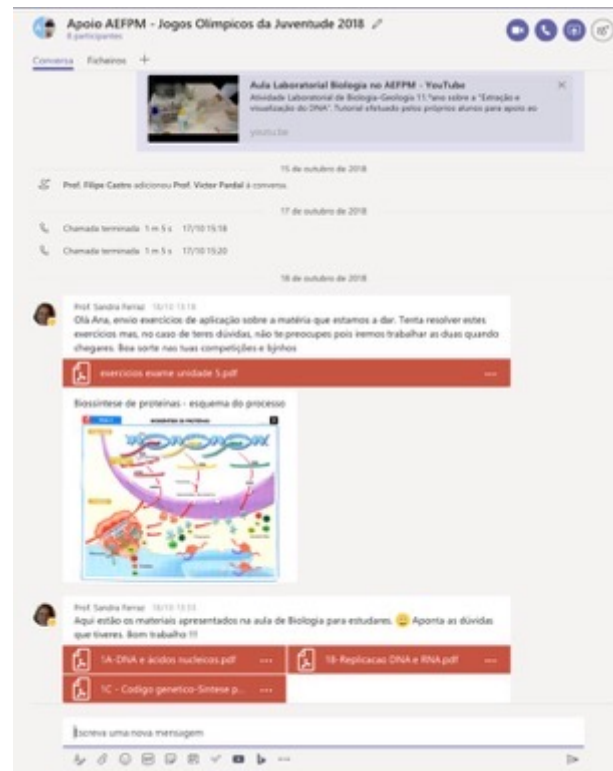 Apoio AEFPM - Jogos Olímpicos da Juventude 2018
8 participantes
Conversa Ficheiros +
Aula Laboratorial Biologia no AEFPM - YouTube
Atividade Laboratorial de Biologia-Geologia 11.ºano sobre a "Extração e
visualização do DNA". Tutorial efetuado pelos próprios alunos para apoio ao
youtu.be
15 de outubro de 2018
Prof. Filipe Castro adicionou Prof. Victor Pardal à conversa.
17 de outubro de 2018
Chamada terminada 1 m 5 s 17/10 15:18
Chamada terminada 1 m 5 s 17/10 15:20
18 de outubro de 2018
Prof. Sandra Ferraz 18/10
Olá Ana, envio exercícios de aplicação sobre a matéria que estamos a dar. Tenta resolver estes
exercícios mas, no caso de teres dúvidas, não te preocupes pois iremos trabalhar as duas quando
chegares. Boa sorte nas tuas competições e bjnhos
exercicios exame unidade 5.pdf
Biossíntese de proteínas - esquema do processo
BIOSSÍNTESE DE PROTEÍNAS
Prof. Sandra Ferraz 18/10
Aqui estão os materiais apresentados na aula de Biologia para estudares. Aponta as dúvidas
que tiveres. Bom trabalho !!!
1A-DNA e ácidos nucleicos.pdf
1B-Replicacao DNA e RNA.pdf
1C - Codigo genetico-Sintese p...
Escreva uma nova mensagem